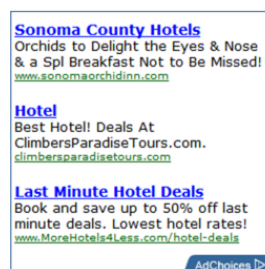 Sonoma County Hotels
Orchids to Delight the Eyes & Nose
& a Spl Breakfast Not to Be Missed!
www.sonomaorchidinn.com
Hotel
Best Hotel! Deals At
ClimbersParadiseTours.com.
climbersparadisetours.com
Last Minute Hotel Deals
Book and save up to 50% off last
minute deals. Lowest hotel rates!
www.MoreHotels4Less.com/hotel-deals
AdChoices